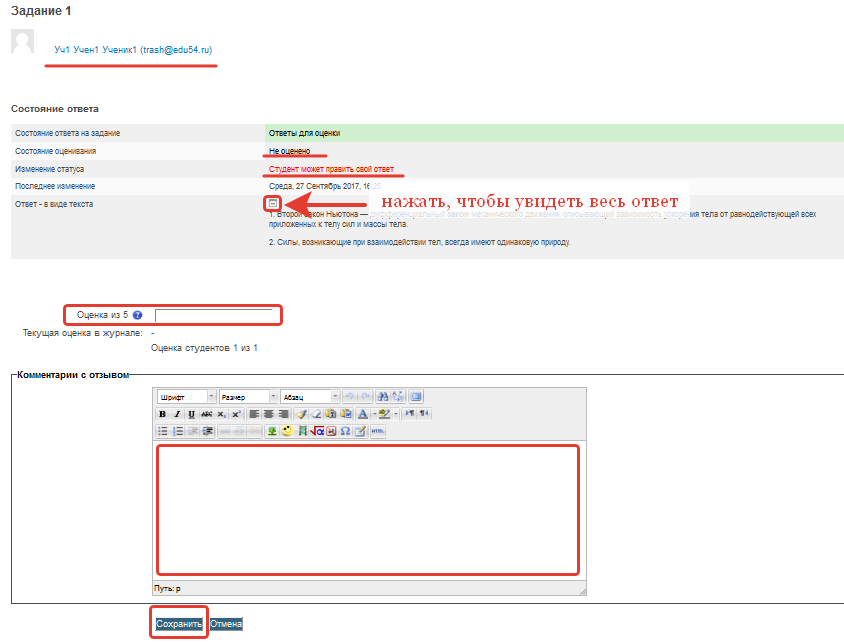 Задание 1
Уч1 Учен1 Ученик1 (trash@edu54.ru)
Состояние ответа
Состояние ответа на задание Ответы для оценки
Состояние оценивания Не оценено
Изменение статуса Студент может править свой ответ
Последнее изменение Среда, 27 Сентябрь 2017, 16:25
Ответ - в виде текста
нажать, чтобы увидеть весь ответ
1. Второй закон Ньютона — дифференциальный закон механического движения, описывающий зависимость ускорения тела от равнодействующей всех
приложенных к телу сил и массы тела.
2. Силы, возникающие при взаимодействии тел, всегда имеют одинаковую природу.
Оценка из 5
Текущая оценка в журнале: -
Оценка студентов 1 из 1
Комментарии с отзывом
Шрифт Размер Абзац
B I U ABC x₂ x² A
Ω HTML
Путь: p
Сохранить Отмена